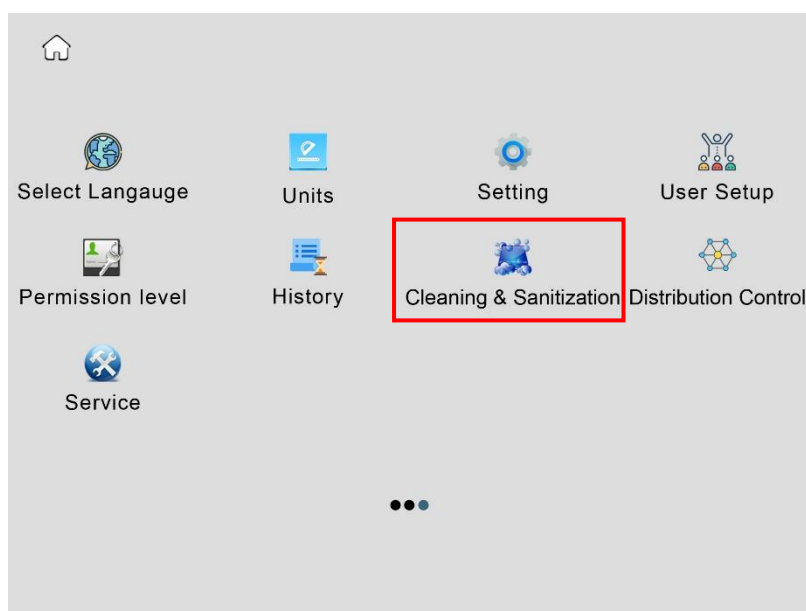 Select Langauge
Units
Setting
User Setup
Permission level
History
Cleaning & Sanitization
Distribution Control
Service